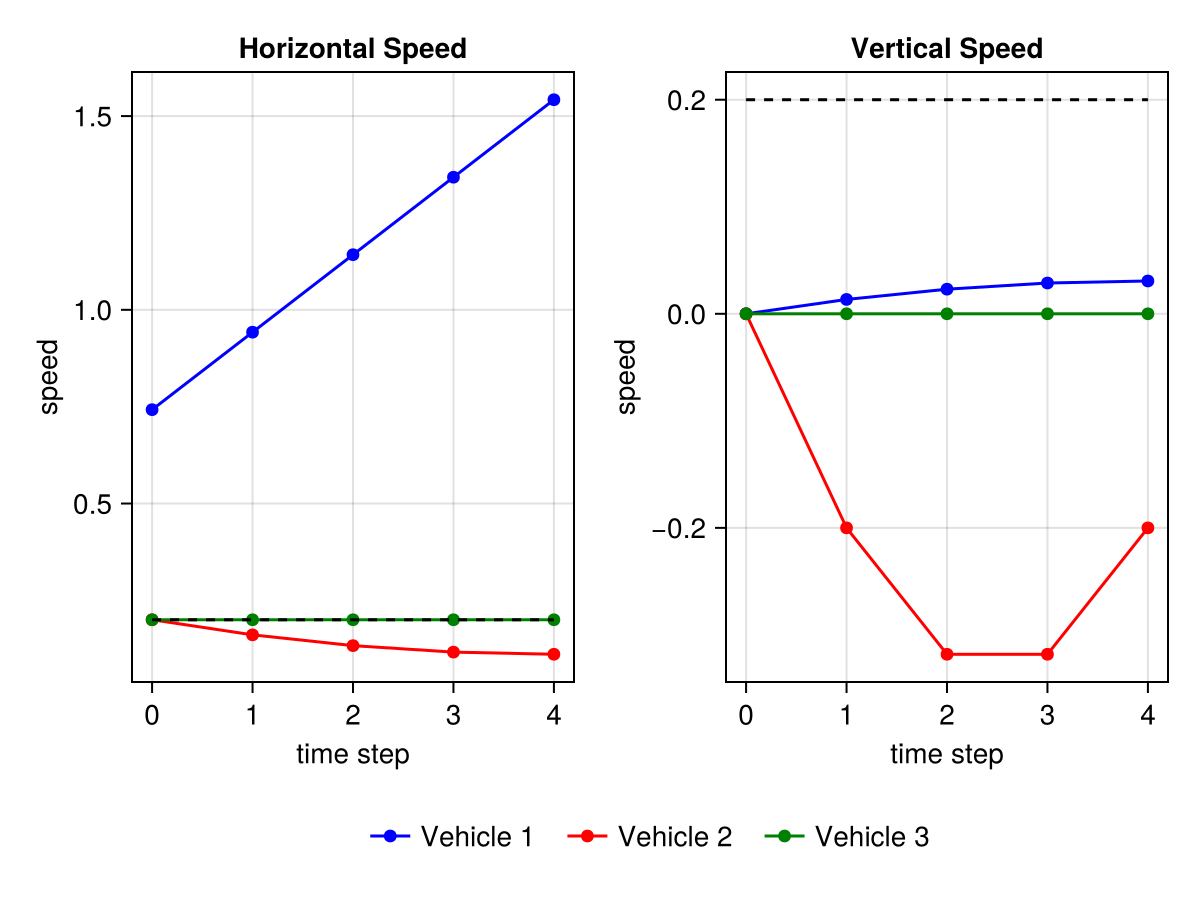 Horizontal Speed
1.5
1.0
0.5
speed
0 1 2 3 4
time step
Vertical Speed
0.2
0.0
−0.2
speed
0 1 2 3 4
time step
Vehicle 1 Vehicle 2 Vehicle 3